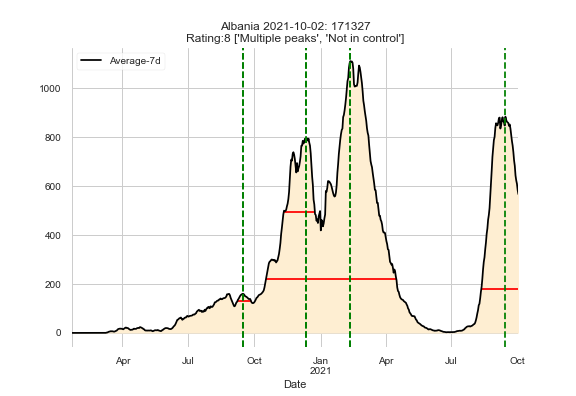 Albania 2021-10-02: 171327
Rating:8 ['Multiple peaks', 'Not in control']
Average-7d
1000
800
600
400
200
0
Apr Jul Oct Jan Apr Jul Oct
2021
Date